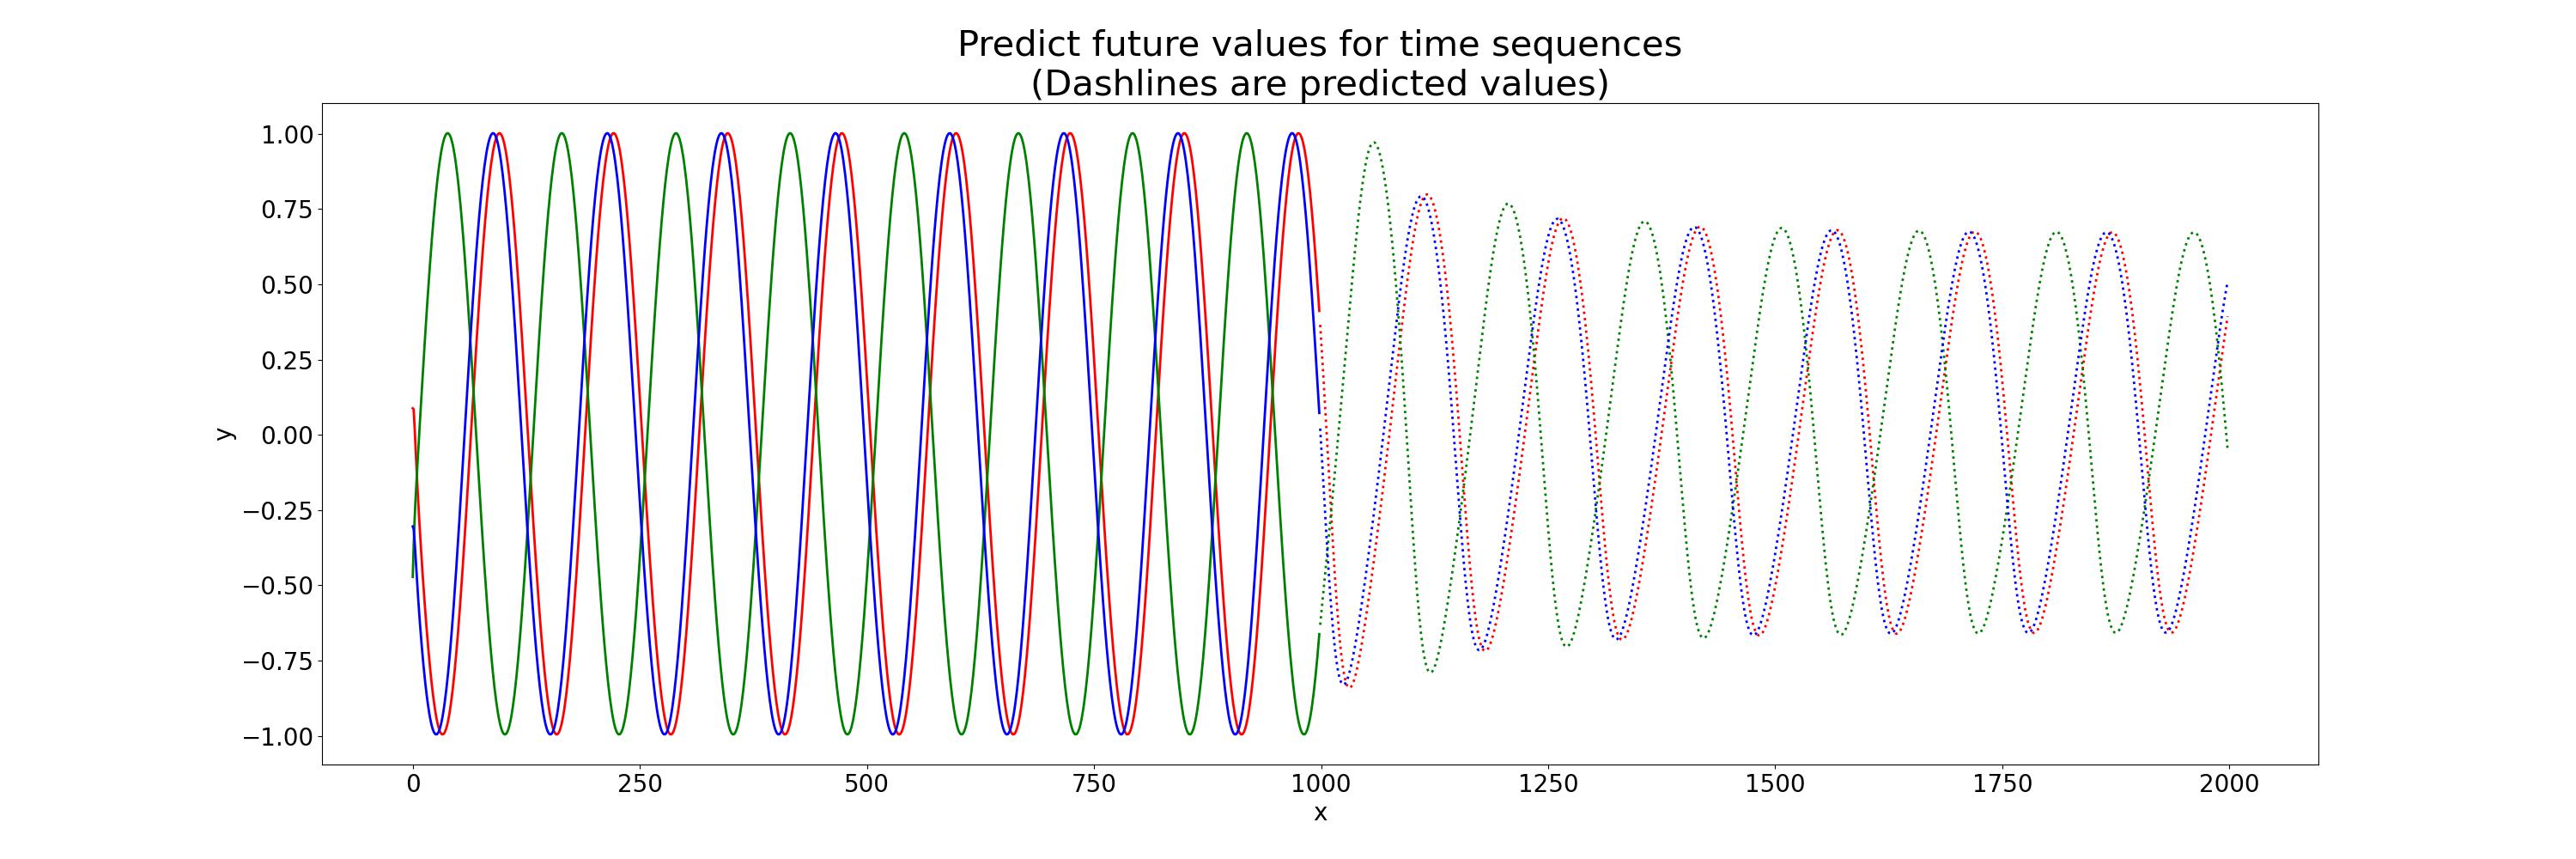 Predict future values for time sequences
(Dashlines are predicted values)
1.00
0.75
0.50
0.25
0.00
−0.25
−0.50
−0.75
−1.00
y
0 250 500 750 1000 1250 1500 1750 2000
x